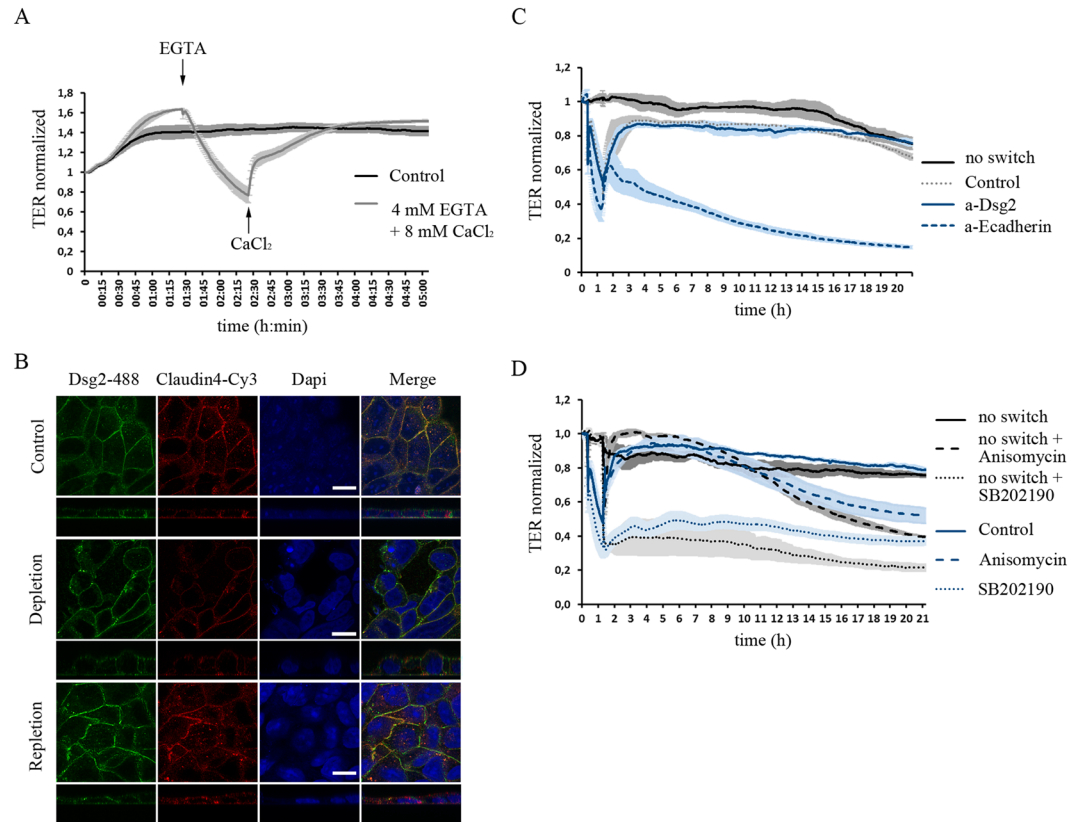 A
EGTA
TER normalized
1,8
1,6
1,4
1,2
1
0,8
0,6
0,4
0,2
0
CaCl₂
Control
4 mM EGTA
+ 8 mM CaCl₂
0 00:15 00:30 00:45 01:00 01:15 01:30 01:45 02:00 02:15 02:30 02:45 03:00 03:15 03:30 03:45 04:00 04:15 04:30 04:45 05:00
time (h:min)
B
Dsg2-488 Claudin4-Cy3 Dapi Merge
Control
Depletion
Repletion
C
TER normalized
1,2
1
0,8
0,6
0,4
0,2
0
no switch
Control
a-Dsg2
a-Ecadherin
0 1 2 3 4 5 6 7 8 9 10 11 12 13 14 15 16 17 18 19 20
time (h)
D
TER normalized
1,2
1,0
0,8
0,6
0,4
0,2
0,0
no switch
no switch +
Anisomycin
no switch +
SB202190
Control
Anisomycin
SB202190
0 1 2 3 4 5 6 7 8 9 10 11 12 13 14 15 16 17 18 19 20 21
time (h)